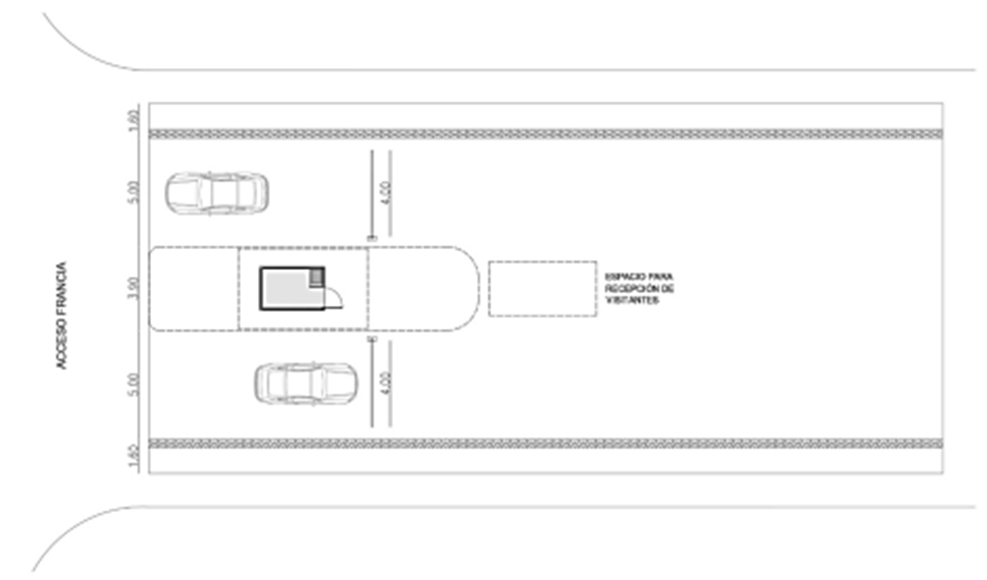 1.60
5.00
4.00
ACCESO FRANCIA
3.90
ESPACIO PARA
RECEPCIÓN DE
VISITANTES
5.00
4.00
1.60